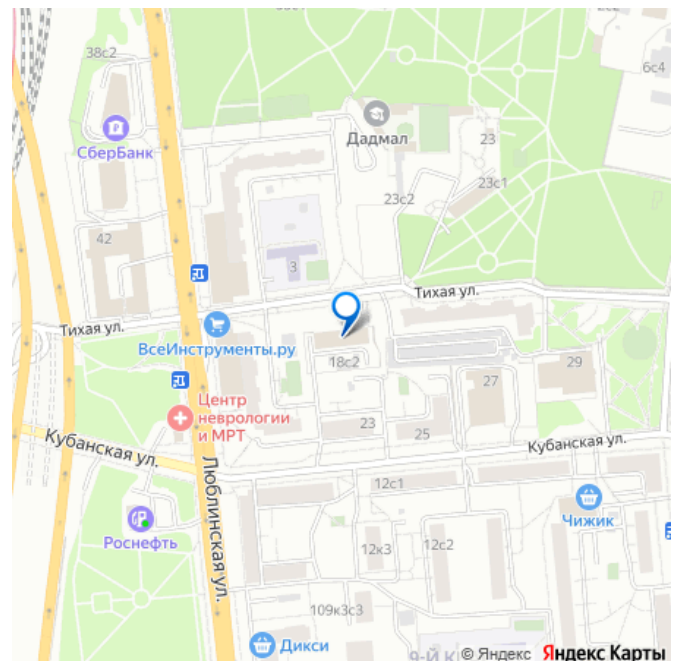 38с2
6с4
СберБанк
Дадмал
23
23с1
23с2
42
3
Тихая ул.
Тихая ул.
ВсеИнструменты.ру
18с2
29
27
Центр
неврологии
и МРТ
23
25
Кубанская ул.
Кубанская ул.
Люблинская ул.
12с1
Чижик
Роснефть
12к3
12с2
109к3с3
Дикси
© Яндекс Яндекс Карты